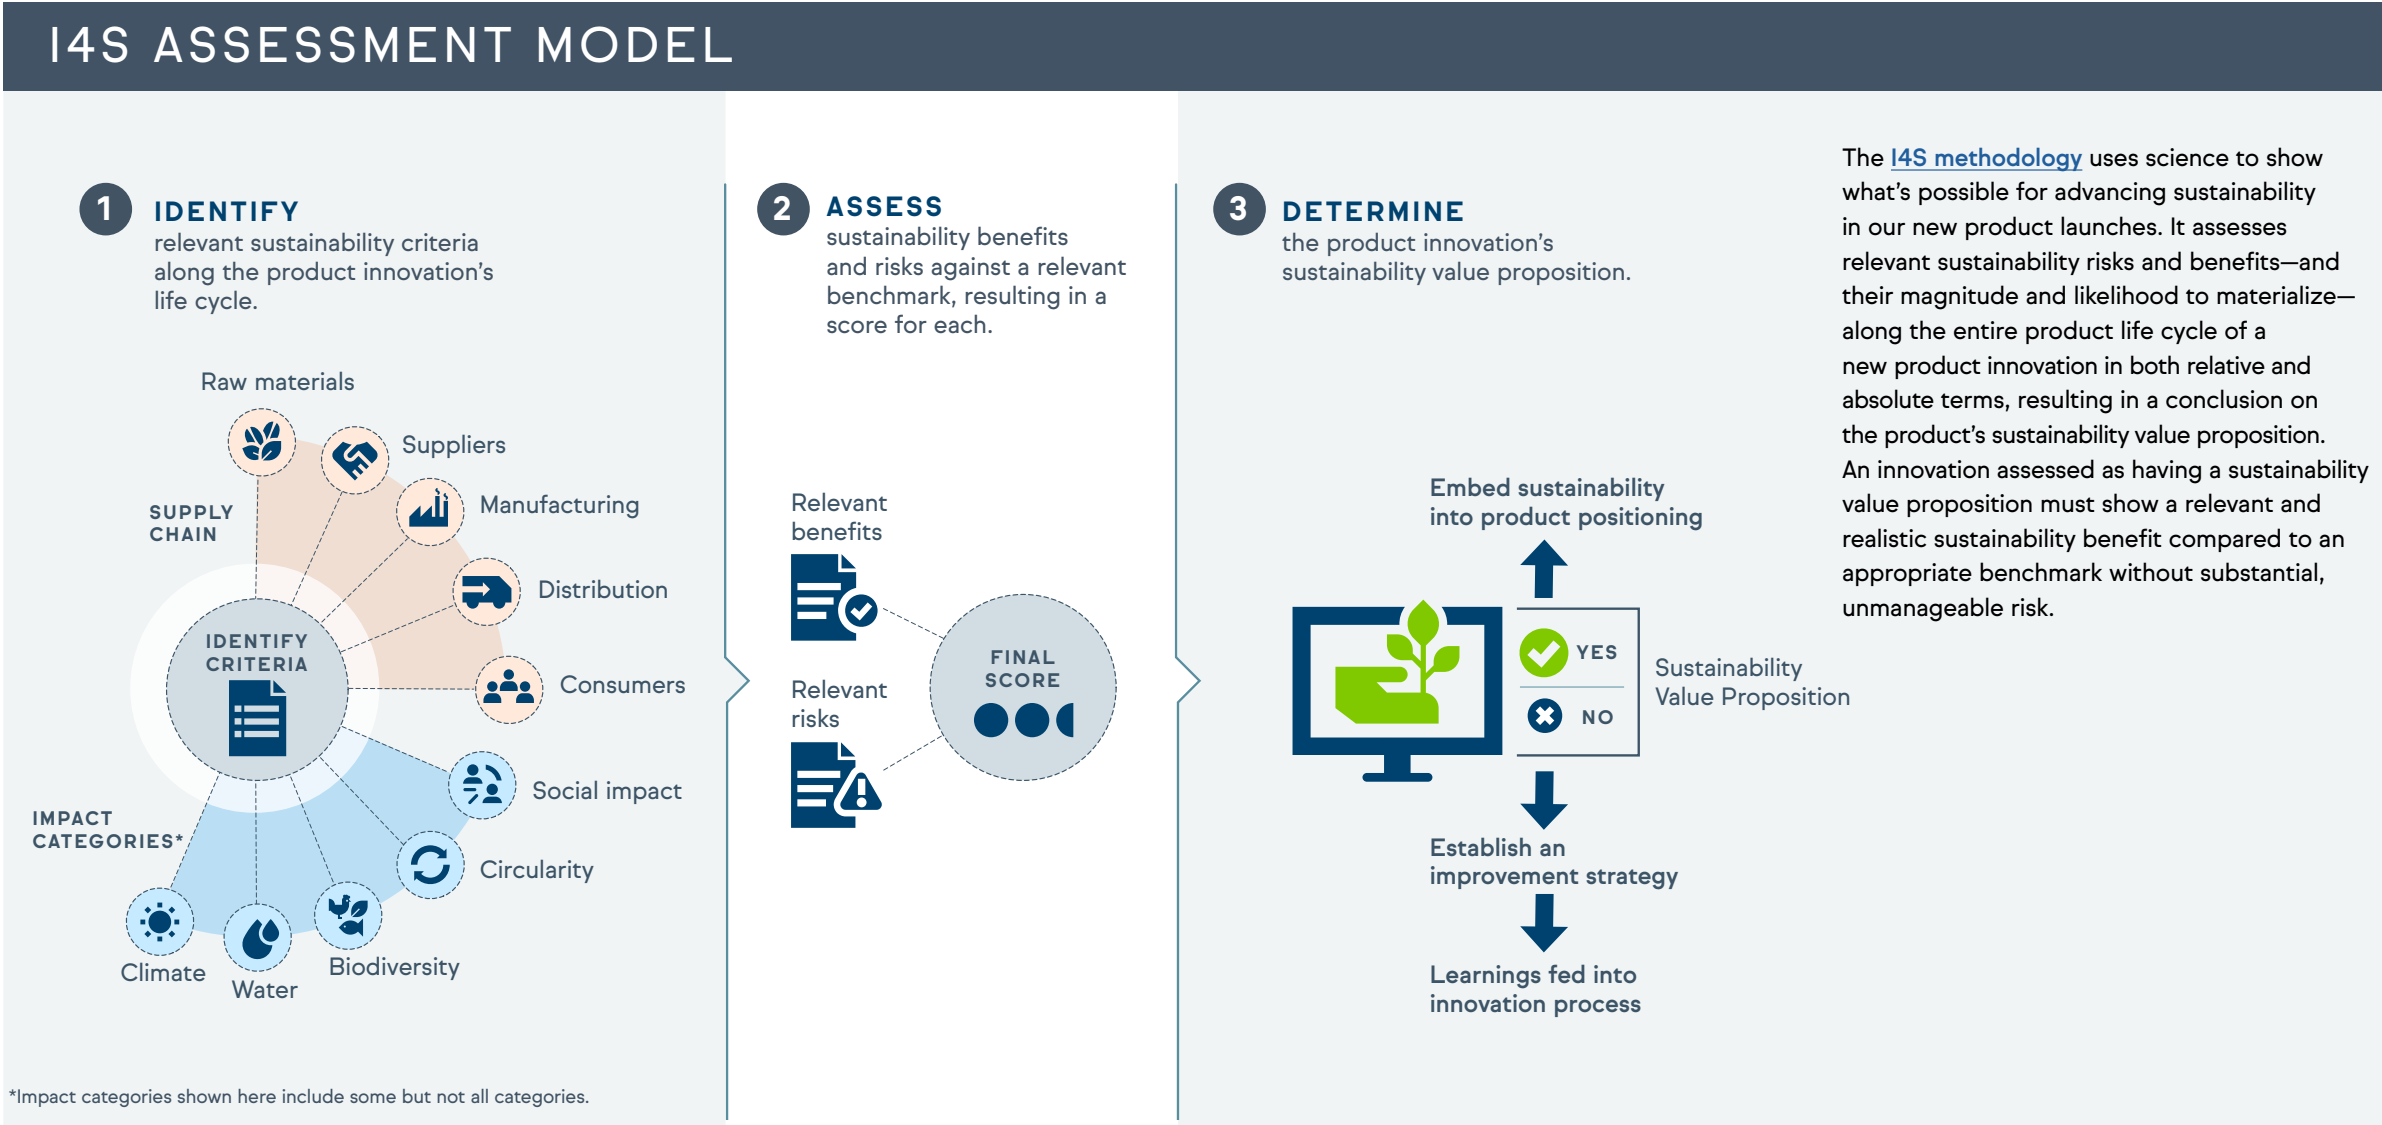 I4S ASSESSMENT MODEL
1
IDENTIFY
relevant sustainability criteria
along the product innovation's
life cycle.
Raw materials
Suppliers
Manufacturing
Distribution
Consumers
SUPPLY
CHAIN
IDENTIFY
CRITERIA
Social impact
Circularity
Biodiversity
Water
Climate
IMPACT
CATEGORIES*
*Impact categories shown here include some but not all categories.
2
ASSESS
sustainability benefits
and risks against a relevant
benchmark, resulting in a
score for each.
Relevant
benefits
Relevant
risks
FINAL
SCORE
3
DETERMINE
the product innovation's
sustainability value proposition.
Embed sustainability
into product positioning
YES
NO
Sustainability
Value Proposition
Establish an
improvement strategy
Learnings fed into
innovation process
The I4S methodology uses science to show
what's possible for advancing sustainability
in our new product launches. It assesses
relevant sustainability risks and benefits—and
their magnitude and likelihood to materialize—
along the entire product life cycle of a
new product innovation in both relative and
absolute terms, resulting in a conclusion on
the product's sustainability value proposition.
An innovation assessed as having a sustainability
value proposition must show a relevant and
realistic sustainability benefit compared to an
appropriate benchmark without substantial,
unmanageable risk.